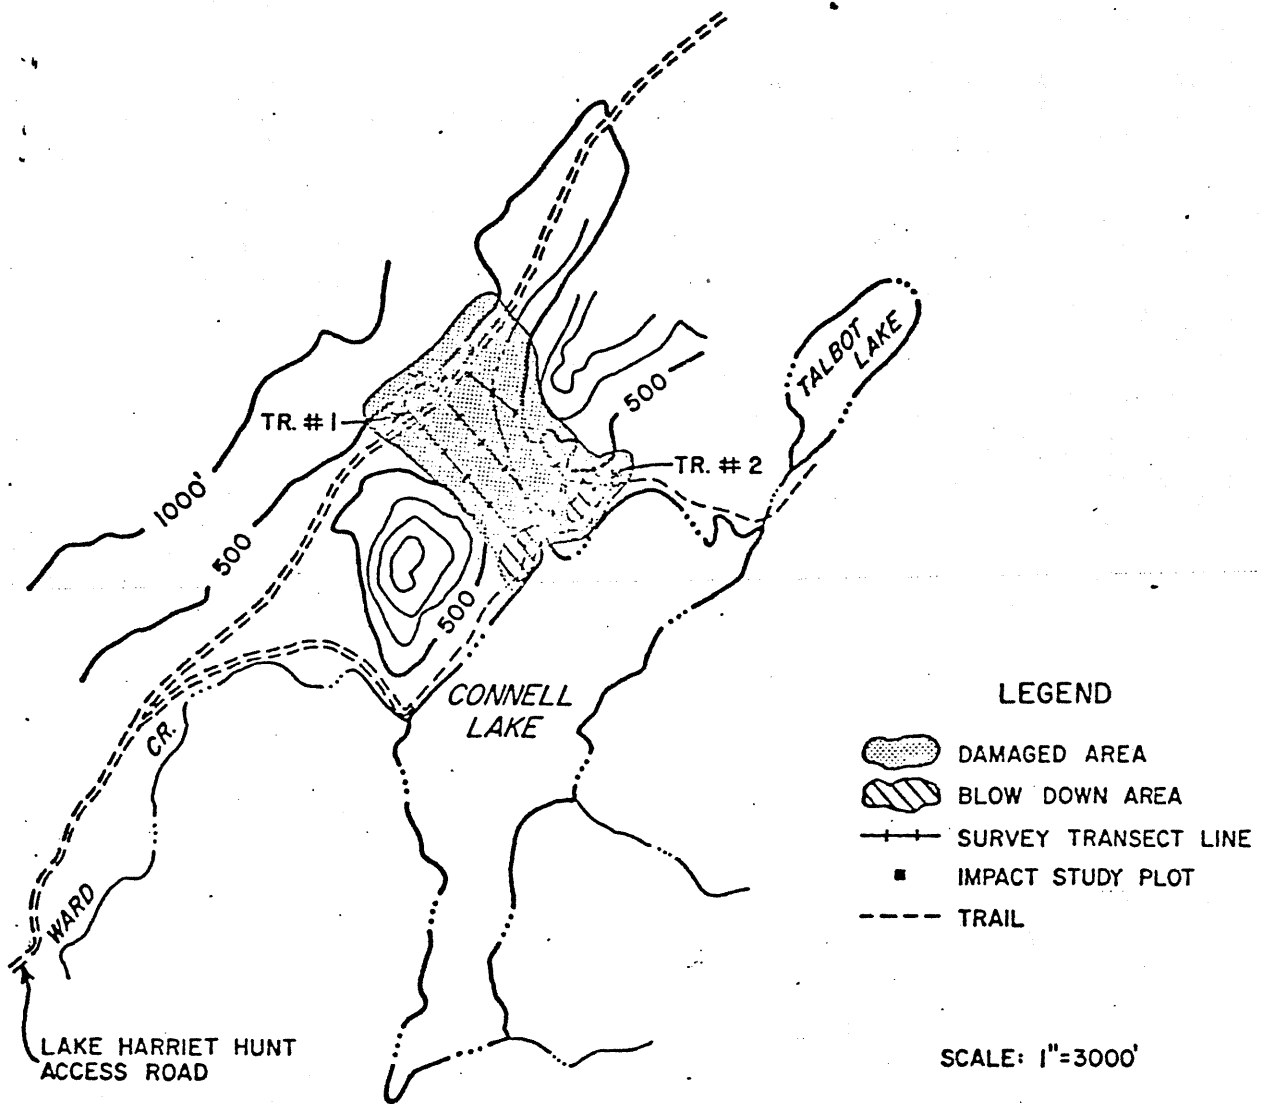 TALBOT
LAKE
500
TR. # 1
TR. # 2
1000'
500
500
CONNELL
LAKE
CR.
WARD
LAKE HARRIET HUNT
ACCESS ROAD
LEGEND
DAMAGED AREA
BLOW DOWN AREA
SURVEY TRANSECT LINE
IMPACT STUDY PLOT
TRAIL
SCALE: 1"=3000'